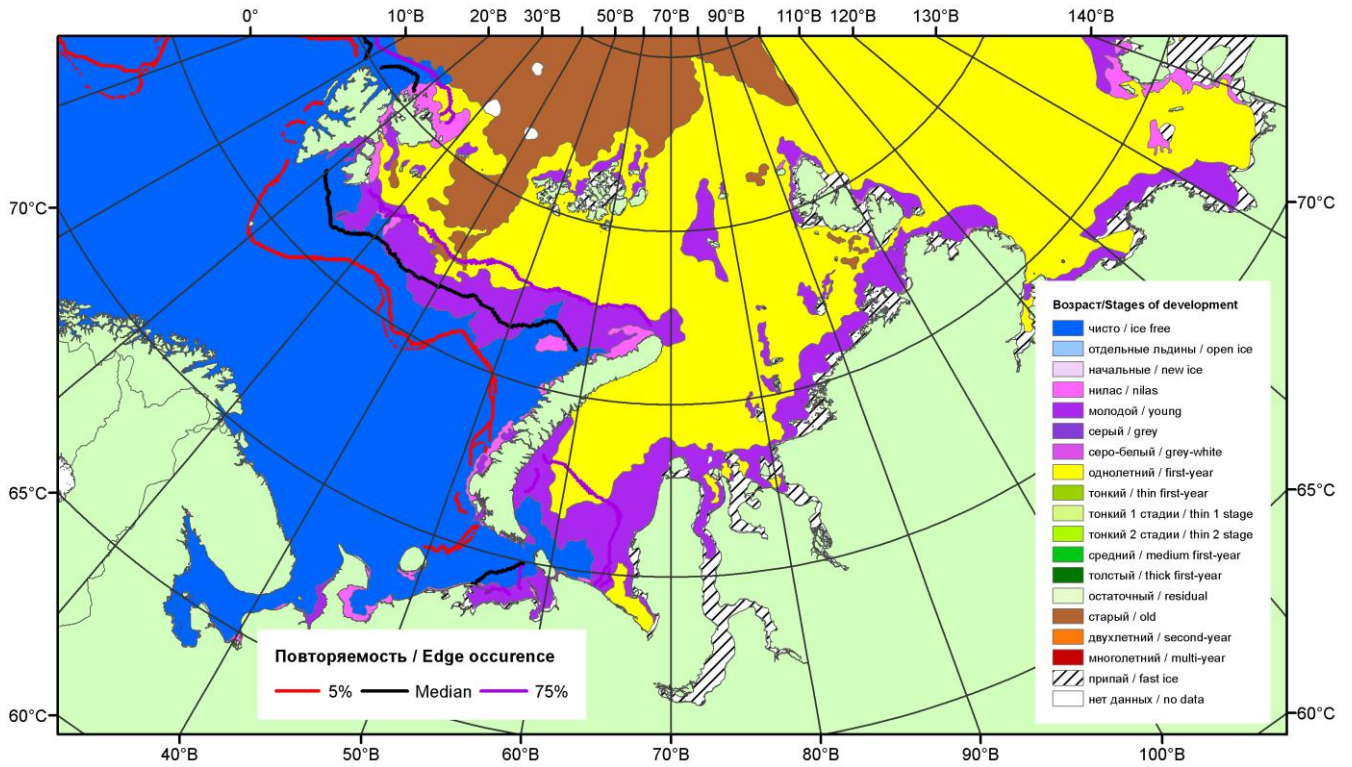 0° 10°В 20°В 30°В 50°В 70°В 90°В 110°В 120°В 130°В 140°В
70°С
70°С
65°С
65°С
60°С
60°С
Возраст/Stages of development
чисто / ice free
отдельные льдины / open ice
начальные / new ice
нилас / nilas
молодой / young
серый / grey
серо-белый / grey-white
однолетний / first-year
тонкий / thin first-year
тонкий 1 стадии / thin 1 stage
тонкий 2 стадии / thin 2 stage
средний / medium first-year
толстый / thick first-year
остаточный / residual
старый / old
двухлетний / second-year
многолетний / multi-year
припай / fast ice
нет данных / no data
Повторяемость / Edge occurence
5% Median 75%
40°В 50°В 60°В 70°В 80°В 90°В 100°В